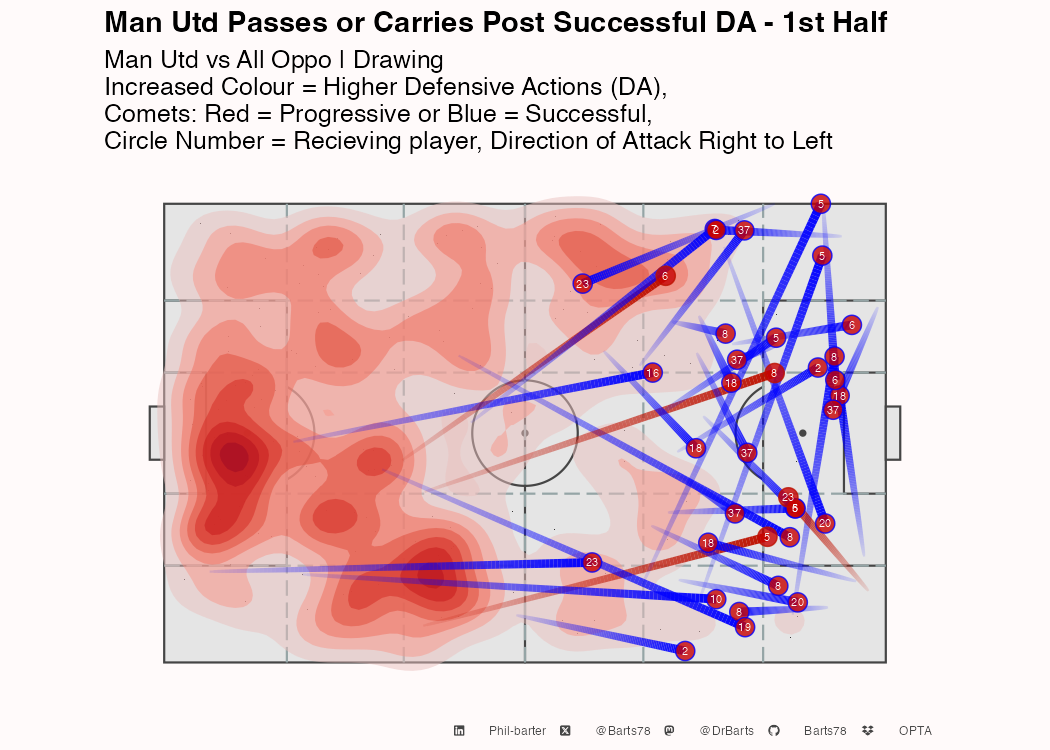 Man Utd Passes or Carries Post Successful DA - 1st Half
Man Utd vs All Oppo | Drawing
Increased Colour = Higher Defensive Actions (DA),
Comets: Red = Progressive or Blue = Successful,
Circle Number = Recieving player, Direction of Attack Right to Left
5
2 37
5
23 6
8 5 6
37 8
16 18 8 2 6
18
37
18 37
23
37 6 20
18 5 8
23
8
10 20
8
19
2
Phil-barter @Barts78 @DrBarts Barts78 OPTA